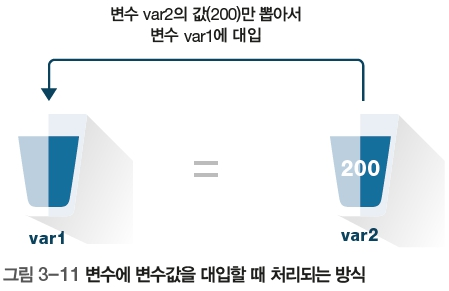 변수 var2의 값(200)만 뽑아서
변수 var1에 대입
=
200
var1
var2
그림 3-11 변수에 변수값을 대입할 때 처리되는 방식